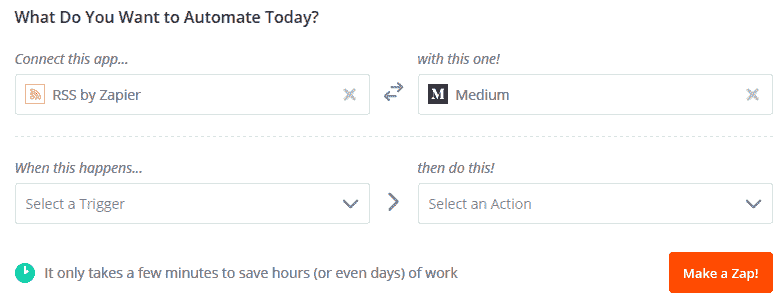 What Do You Want to Automate Today?
Connect this app...
with this one!
RSS by Zapier
Medium
When this happens...
then do this!
Select a Trigger
Select an Action
It only takes a few minutes to save hours (or even days) of work
Make a Zap!